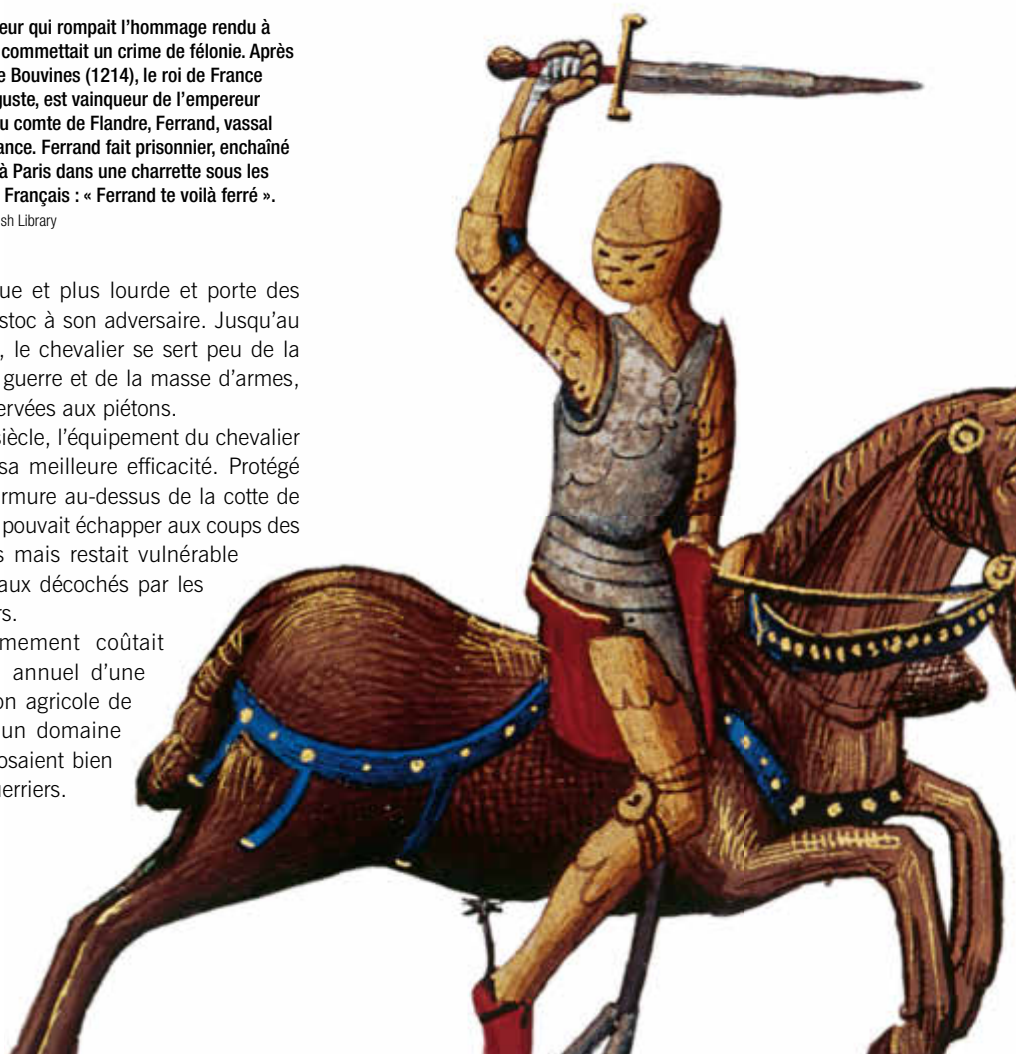 eur qui rompait l’hommage rendu à
commettait un crime de félonie. Après
e Bouvines (1214), le roi de France
guste, est vainqueur de l’empereur
u comte de Flandre, Ferrand, vassal
ance. Ferrand fait prisonnier, enchaîné
à Paris dans une charrette sous les
Français : « Ferrand te voilà ferré ».
sh Library
ue et plus lourde et porte des
stoc à son adversaire. Jusqu’au
, le chevalier se sert peu de la
guerre et de la masse d’armes,
ervées aux piétons.
siècle, l’équipement du chevalier
sa meilleure efficacité. Protégé
rmure au-dessus de la cotte de
pouvait échapper aux coups des
s mais restait vulnérable
aux décochés par les
rs.
mement coûtait
annuel d’une
on agricole de
un domaine
osaient bien
erriers.